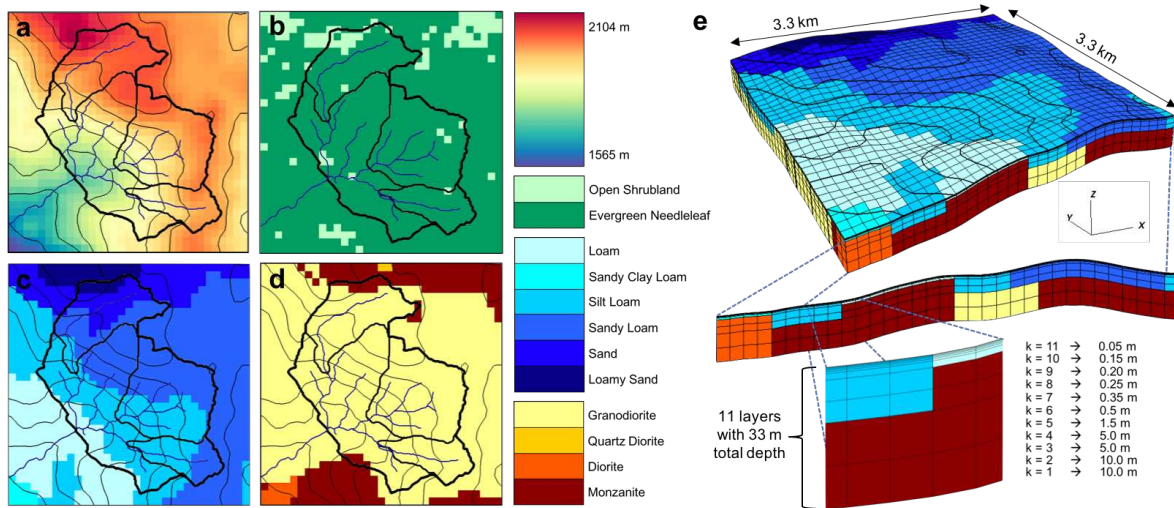 a
b
2104 m
1565 m
Open Shrubland
Evergreen Needleleaf
c
d
Loam
Sandy Clay Loam
Silt Loam
Sandy Loam
Sand
Loamy Sand
Granodiorite
Quartz Diorite
Diorite
Monzanite
e
3.3 km
3.3 km
Z
Y
X
11 layers
with 33 m
total depth
k = 11 → 0.05 m
k = 10 → 0.15 m
k = 9 → 0.20 m
k = 8 → 0.25 m
k = 7 → 0.35 m
k = 6 → 0.5 m
k = 5 → 1.5 m
k = 4 → 5.0 m
k = 3 → 5.0 m
k = 2 → 10.0 m
k = 1 → 10.0 m